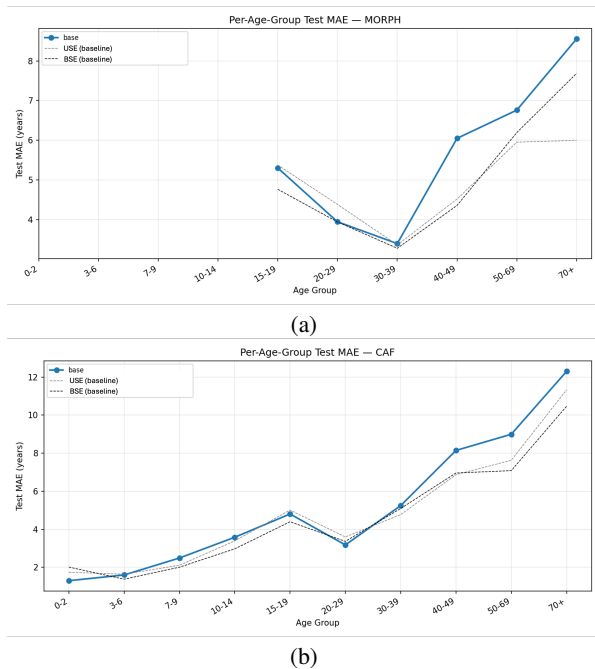 Per-Age-Group Test MAE — MORPH
base
USE (baseline)
BSE (baseline)
8
7
6
5
4
Test MAE (years)
0-2
3-6
7-9
10-14
15-19
20-29
30-39
40-49
50-69
70+
Age Group
(a)
Per-Age-Group Test MAE — CAF
base
USE (baseline)
BSE (baseline)
12
10
8
6
4
2
Test MAE (years)
0-2
3-6
7-9
10-14
15-19
20-29
30-39
40-49
50-69
70+
Age Group
(b)